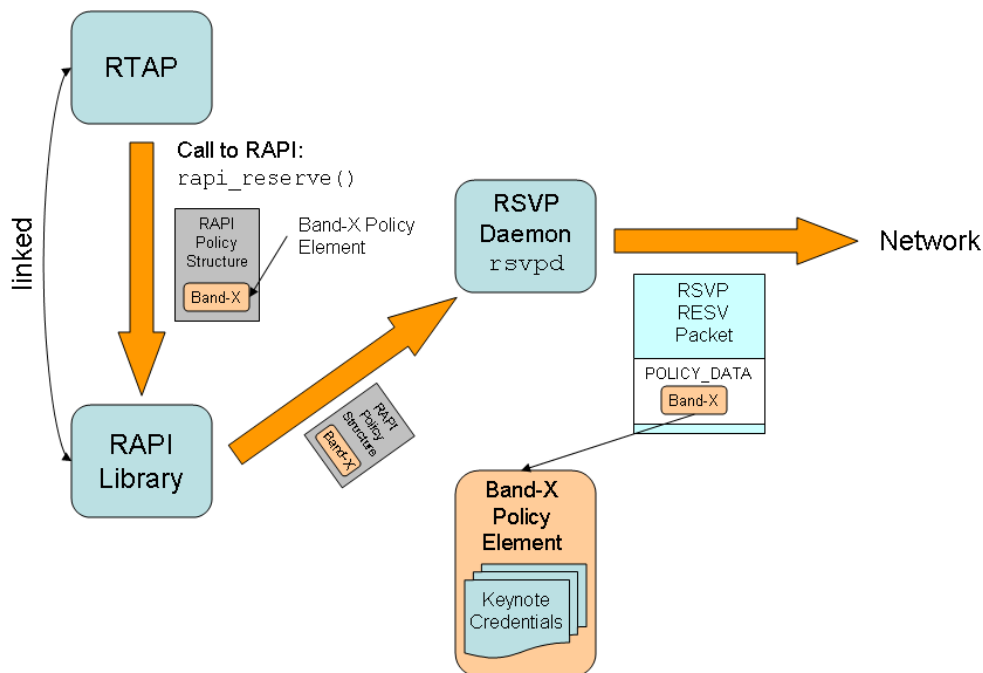 RTAP
Call to RAPI:
rapi_reserve()
RAPI
Policy
Structure
Band-X
Band-X Policy
Element
linked
RSVP
Daemon
rsvpd
Network
RSVP
RESV
Packet
POLICY_DATA
Band-X
RAPI
Policy
Structure
Band-X
RAPI
Library
Band-X
Policy
Element
Keynote
Credentials